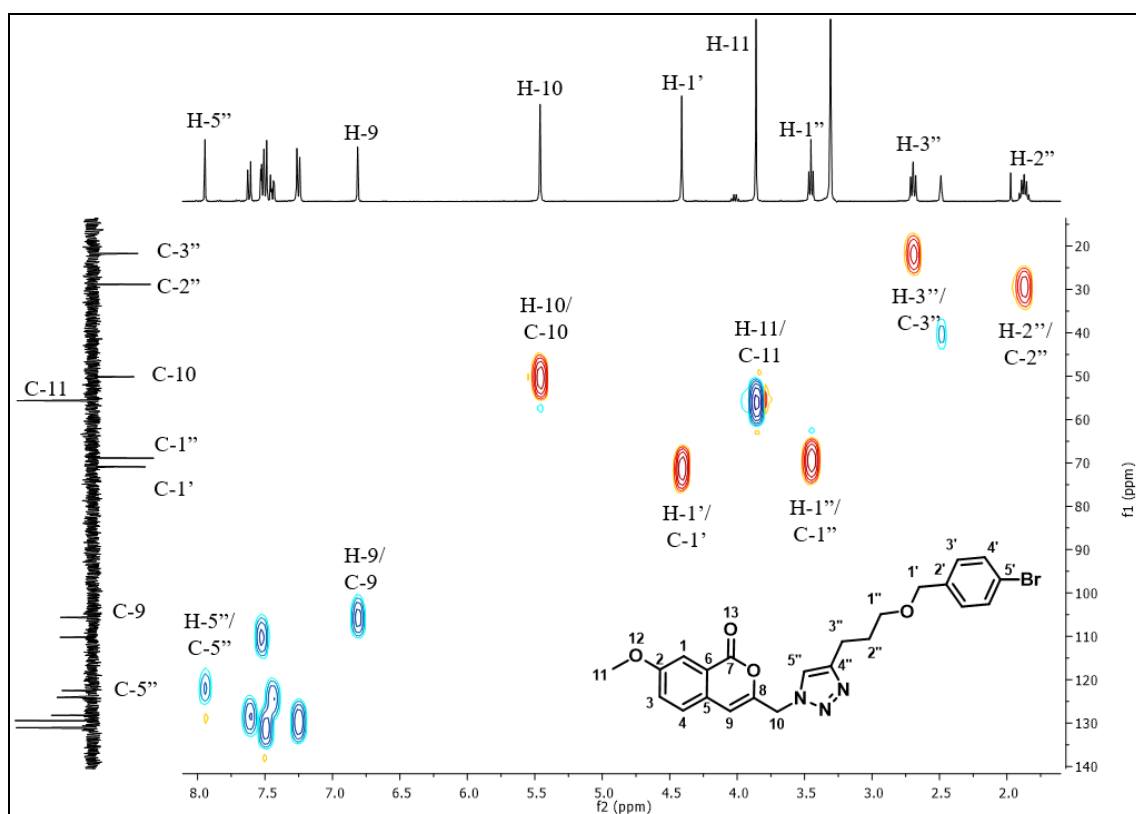 H-11
H-10
H-1’
H-5”
H-9
H-1”
H-3”
H-2”
C-3”
C-2”
C-10
C-11
C-1”
C-1’
C-9
C-5”
H-10/
C-10
H-11/
C-11
H-3”/
C-3”
H-2”/
C-2”
H-1’/
C-1’
H-1”/
C-1”
H-9/
C-9
H-5”/
C-5”
20
30
40
50
60
70
80
90
100
110
120
130
140
f1 (ppm)
8.0 7.5 7.0 6.5 6.0 5.5 5.0 4.5 4.0 3.5 3.0 2.5 2.0
f2 (ppm)
3' 4'
1' 2' 5' Br
1" O
13 3"
O 2"
12 5" 4"
O 1 6 7 O
11 2 8 N N
3 5 N
4 9 10